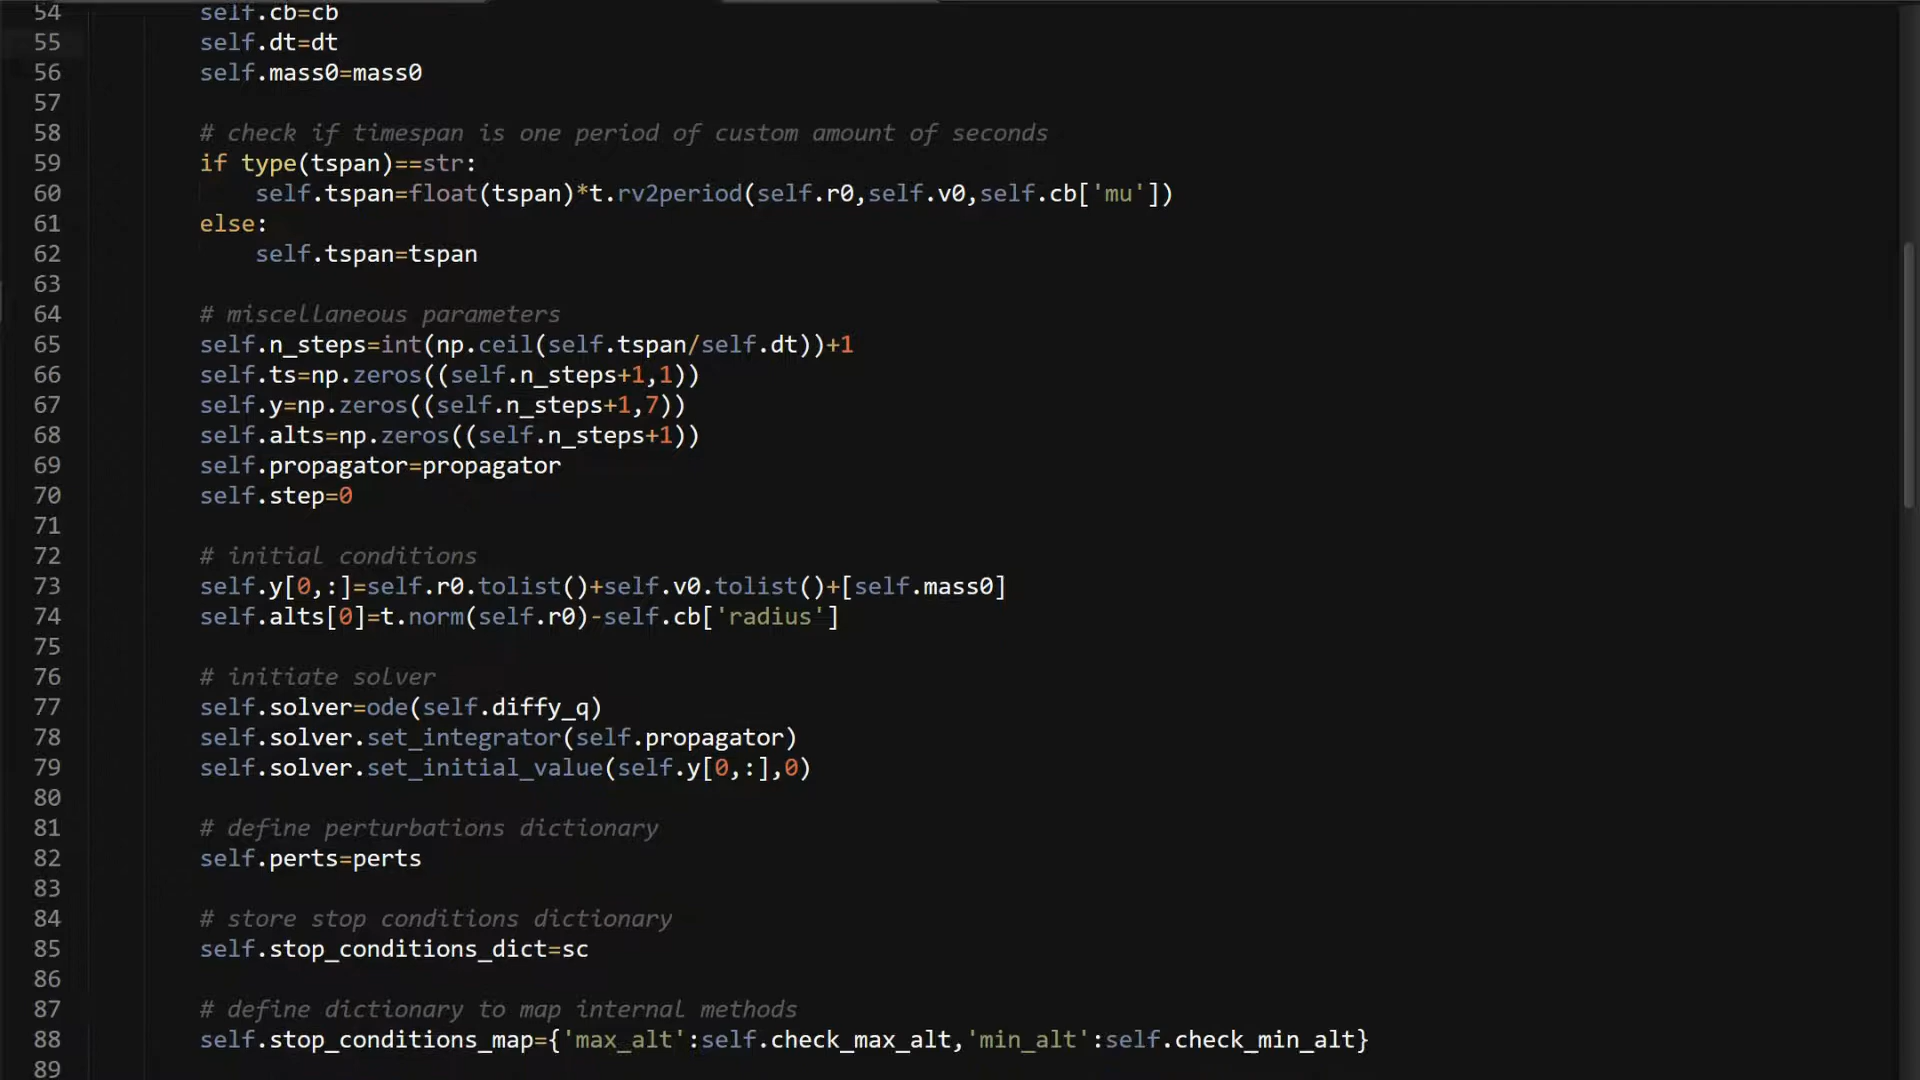 54 self.cb=cb
55 self.dt=dt
56 self.mass0=mass0
57
58 # check if timespan is one period of custom amount of seconds
59 if type(tspan)==str:
60 self.tspan=float(tspan)*t.rv2period(self.r0,self.v0,self.cb['mu'])
61 else:
62 self.tspan=tspan
63
64 # miscellaneous parameters
65 self.n_steps=int(np.ceil(self.tspan/self.dt))+1
66 self.ts=np.zeros((self.n_steps+1,1))
67 self.y=np.zeros((self.n_steps+1,7))
68 self.alts=np.zeros((self.n_steps+1))
69 self.propagator=propagator
70 self.step=0
71
72 # initial conditions
73 self.y[0,:]=self.r0.tolist()+self.v0.tolist()+[self.mass0]
74 self.alts[0]=t.norm(self.r0)-self.cb['radius']
75
76 # initiate solver
77 self.solver=ode(self.diffy_q)
78 self.solver.set_integrator(self.propagator)
79 self.solver.set_initial_value(self.y[0,:],0)
80
81 # define perturbations dictionary
82 self.perts=perts
83
84 # store stop conditions dictionary
85 self.stop_conditions_dict=sc
86
87 # define dictionary to map internal methods
88 self.stop_conditions_map={'max_alt':self.check_max_alt,'min_alt':self.check_min_alt}
89